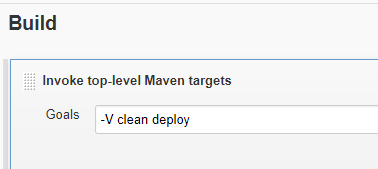 Build
Invoke top-level Maven targets
Goals
-V clean deploy